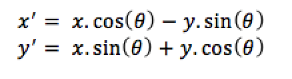 x′ = x.cos(θ) − y.sin(θ)
y′ = x.sin(θ) + y.cos(θ)